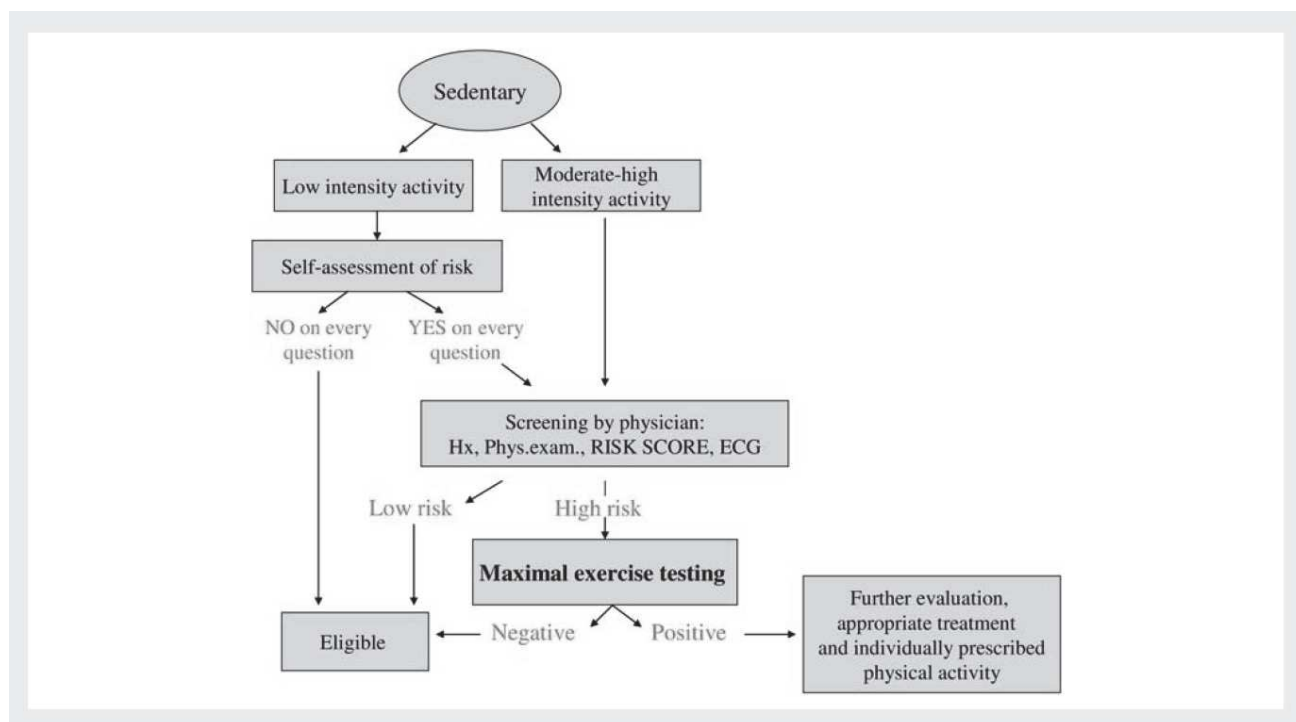 Sedentary
Low intensity activity
Moderate-high
intensity activity
Self-assessment of risk
NO on every
question
YES on every
question
Screening by physician:
Hx, Phys.exam., RISK SCORE, ECG
Low risk
High risk
Maximal exercise testing
Eligible
Negative
Positive
Further evaluation,
appropriate treatment
and individually prescribed
physical activity